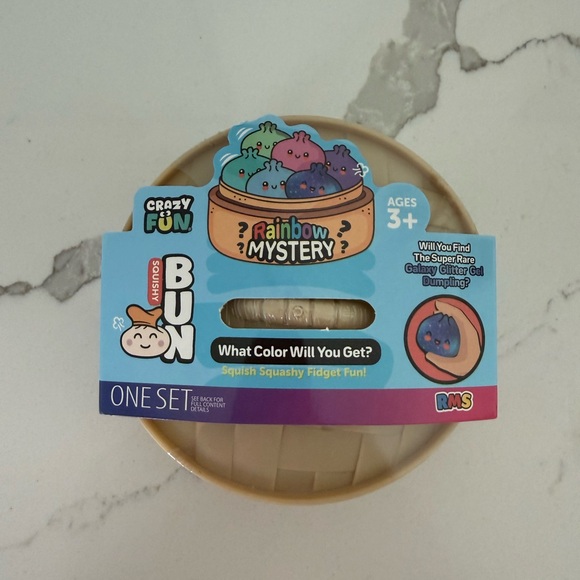 CRAZY
FUN
Rainbow
MYSTERY
? ? ? ?
AGES
3+
SQUISHY
BUN
Will You Find
The Super Rare
Galaxy Glitter Gel
Dumpling?
What Color Will You Get?
Squish Squashy Fidget Fun!
ONE SET
SEE BACK FOR
FULL CONTENT
DETAILS
RMS